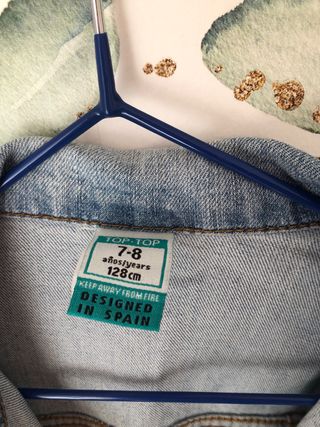 TOP-TOP
7-8
años/years
128cm
KEEP AWAY FROM FIRE
DESIGNED
IN SPAIN